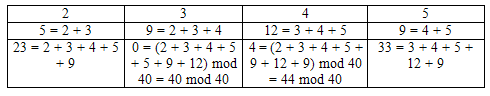 2 3 4 5
5 = 2 + 3 9 = 2 + 3 + 4 12 = 3 + 4 + 5 9 = 4 + 5
23 = 2 + 3 + 4 + 5 0 = (2 + 3 + 4 + 5 4 = (2 + 3 + 4 + 5 + 33 = 3 + 4 + 5 +
+ 9 + 5 + 9 + 12) mod 9 + 12 + 9) mod 40 12 + 9
40 = 40 mod 40 = 44 mod 40